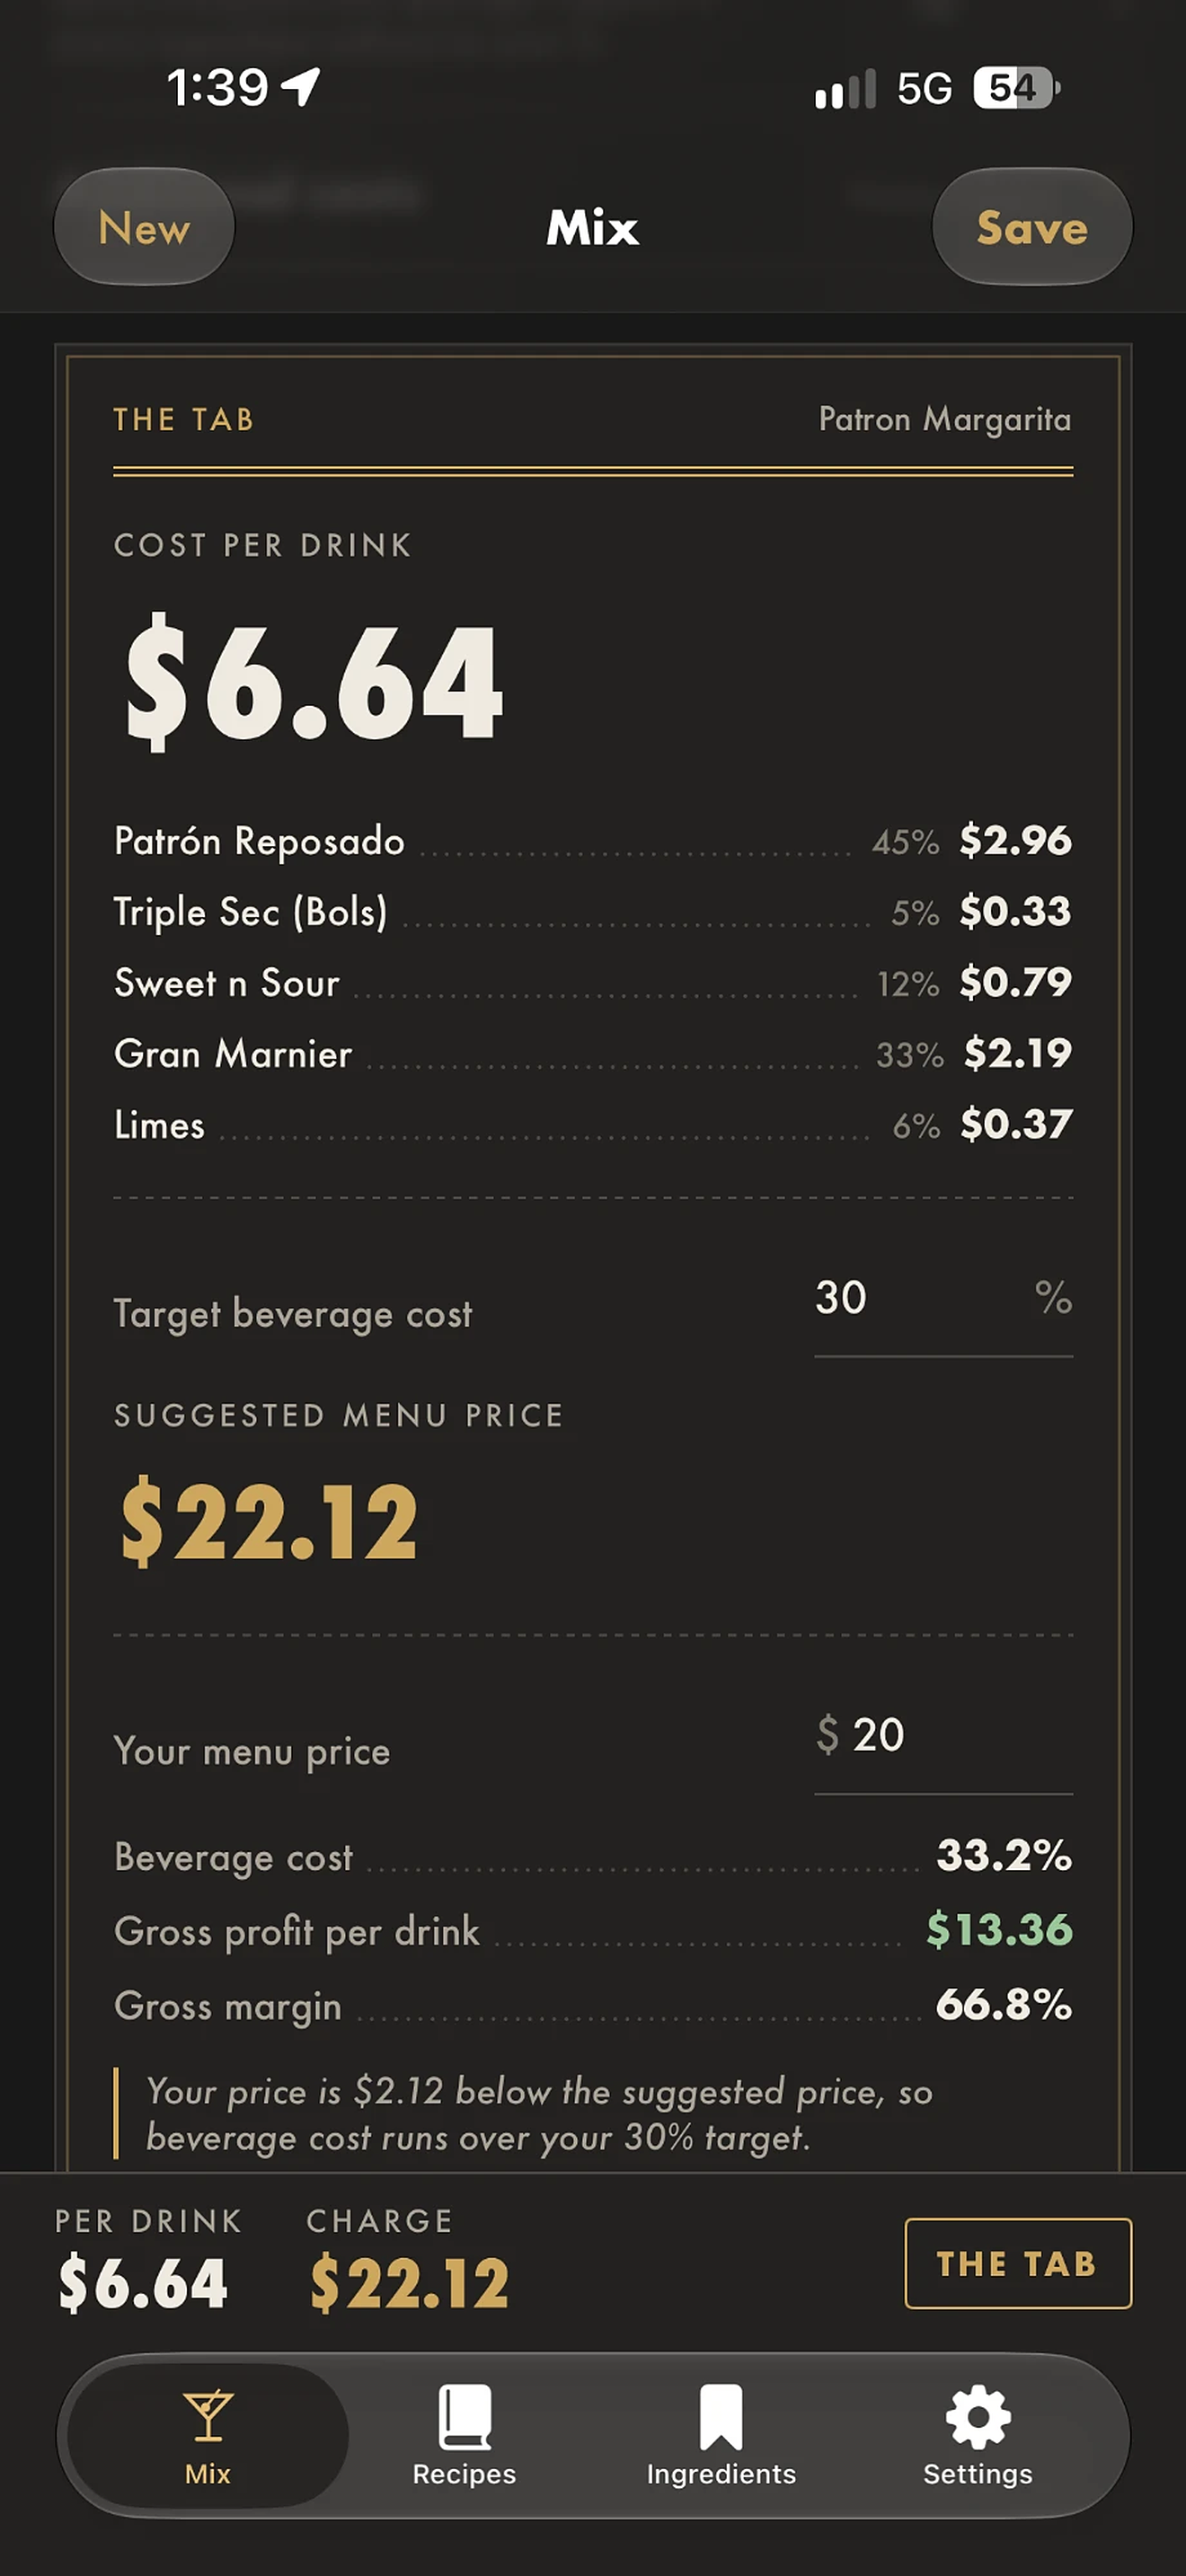 1:39
5G
54
New
Mix
Save
THE TAB
Patron Margarita
COST PER DRINK
$6.64
Patrón Reposado 45% $2.96
Triple Sec (Bols) 5% $0.33
Sweet n Sour 12% $0.79
Gran Marnier 33% $2.19
Limes 6% $0.37
Target beverage cost 30 %
SUGGESTED MENU PRICE
$22.12
Your menu price $ 20
Beverage cost 33.2%
Gross profit per drink $13.36
Gross margin 66.8%
Your price is $2.12 below the suggested price, so
beverage cost runs over your 30% target.
PER DRINK
CHARGE
$6.64
$22.12
THE TAB
Mix
Recipes
Ingredients
Settings